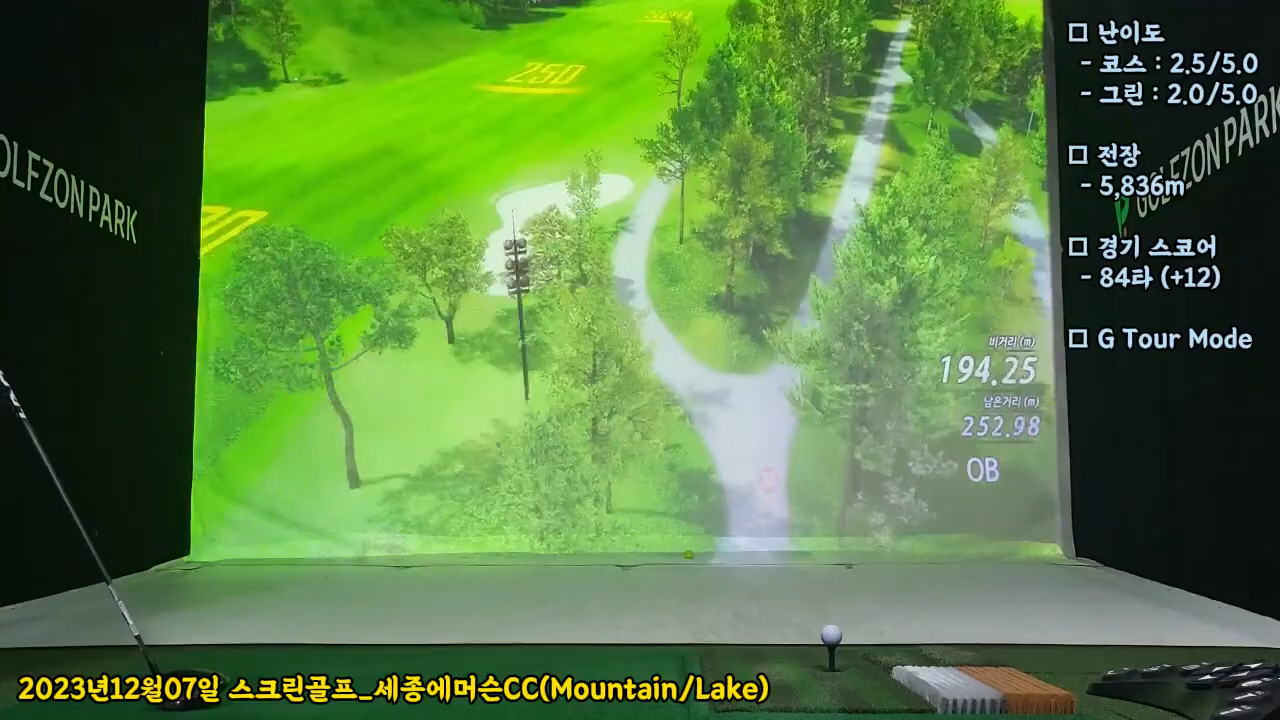 □ 난이도
- 코스 : 2.5/5.0
- 그린 : 2.0/5.0
□ 전장
- 5,836m
□ 경기 스코어
- 84타 (+12)
□ G Tour Mode
250
OLFZON PARK
GOLFZON PARK
비거리 (m)
194.25
남은거리 (m)
252.98
OB
2023년12월07일 스크린골프_세종에머슨CC(Mountain/Lake)